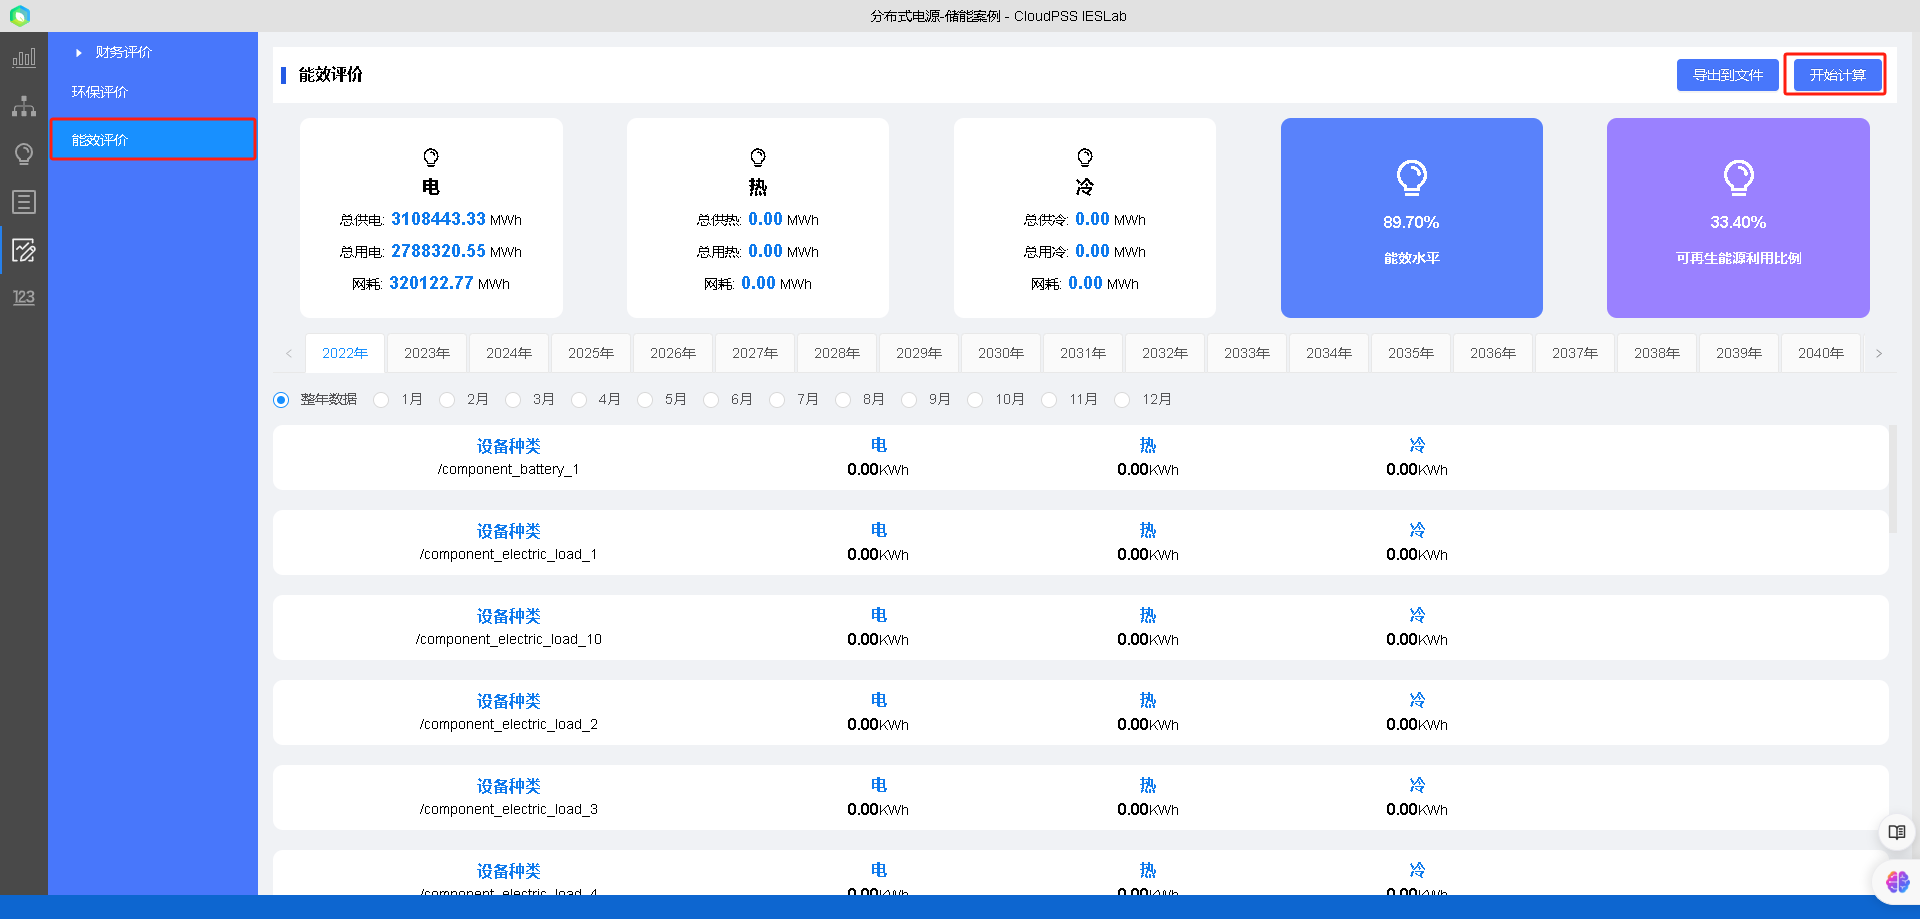 分布式电源-储能案例 - CloudPSS IESLab
财务评价
环保评价
能效评价
123
能效评价
导出到文件
开始计算
电
总供电: 3108443.33 MWh
总用电: 2788320.55 MWh
网耗: 320122.77 MWh
热
总供热: 0.00 MWh
总用热: 0.00 MWh
网耗: 0.00 MWh
冷
总供冷: 0.00 MWh
总用冷: 0.00 MWh
网耗: 0.00 MWh
89.70%
能效水平
33.40%
可再生能源利用比例
2022年 2023年 2024年 2025年 2026年 2027年 2028年 2029年 2030年 2031年 2032年 2033年 2034年 2035年 2036年 2037年 2038年 2039年 2040年
整年数据 1月 2月 3月 4月 5月 6月 7月 8月 9月 10月 11月 12月
设备种类 电 热 冷
/component_battery_1 0.00KWh 0.00KWh 0.00KWh
设备种类 电 热 冷
/component_electric_load_1 0.00KWh 0.00KWh 0.00KWh
设备种类 电 热 冷
/component_electric_load_10 0.00KWh 0.00KWh 0.00KWh
设备种类 电 热 冷
/component_electric_load_2 0.00KWh 0.00KWh 0.00KWh
设备种类 电 热 冷
/component_electric_load_3 0.00KWh 0.00KWh 0.00KWh
设备种类 电 热 冷
/component_electric_load_4 0.00KWh 0.00KWh 0.00KWh